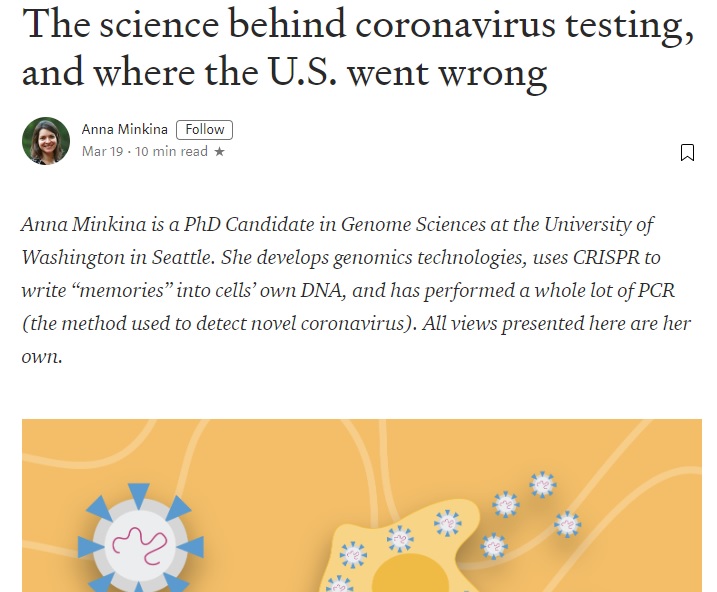 The science behind coronavirus testing,
and where the U.S. went wrong
Anna Minkina Follow
Mar 19 · 10 min read ★
Anna Minkina is a PhD Candidate in Genome Sciences at the University of
Washington in Seattle. She develops genomics technologies, uses CRISPR to
write “memories” into cells’ own DNA, and has performed a whole lot of PCR
(the method used to detect novel coronavirus). All views presented here are her
own.